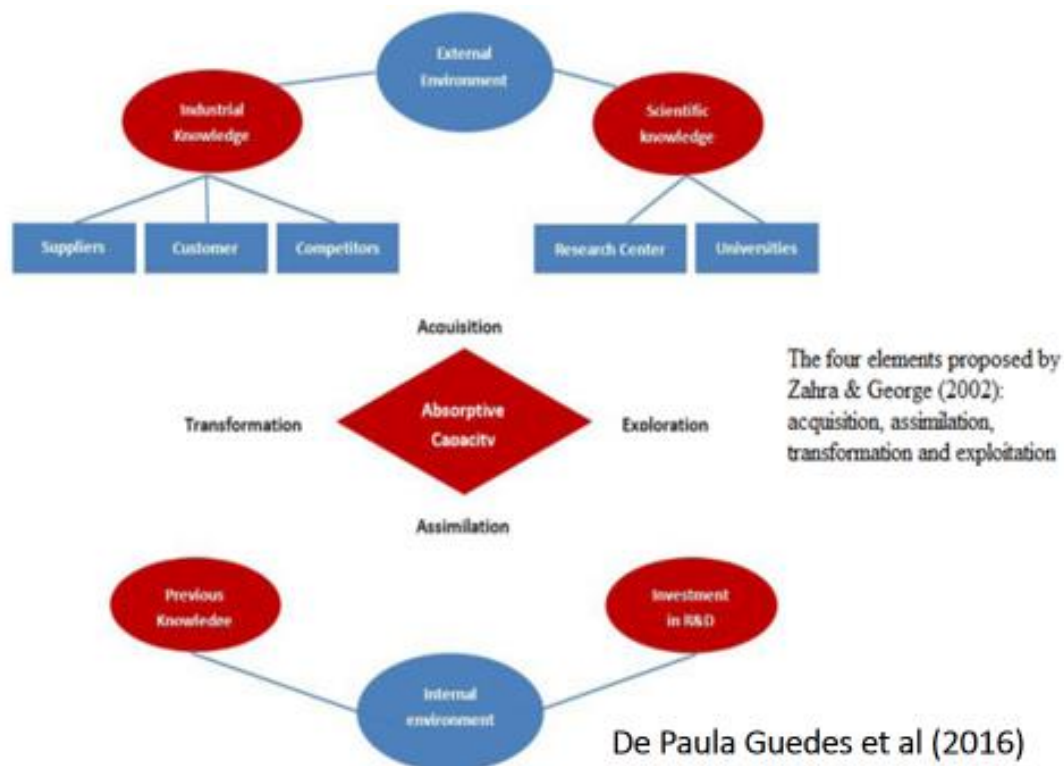 External
Environment
Industrial
Knowledge
Scientific
knowledge
Suppliers
Customer
Competitors
Research Center
Universities
Acquisition
Transformation
Absorptive
Capacity
Exploration
Assimilation
The four elements proposed by
Zahra & George (2002):
acquisition, assimilation,
transformation and exploitation
Previous
Knowledge
Investment
in R&D
Internal
environment
De Paula Guedes et al (2016)